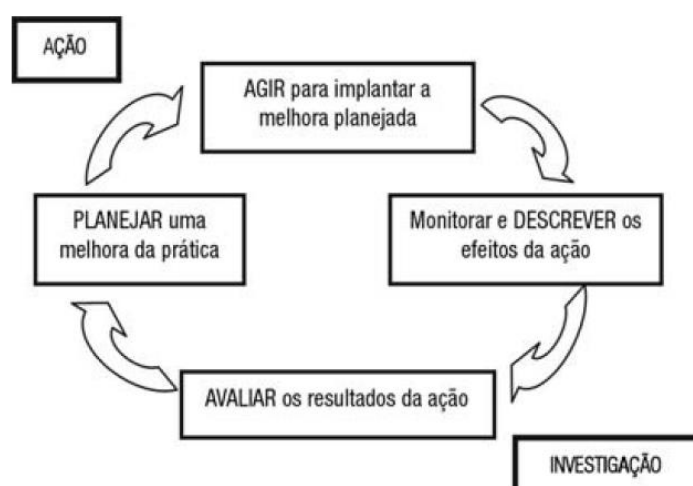 AÇÃO
AGIR para implantar a
melhora planejada
PLANEJAR uma
melhora da prática
Monitorar e DESCREVER os
efeitos da ação
AVALIAR os resultados da ação
INVESTIGAÇÃO